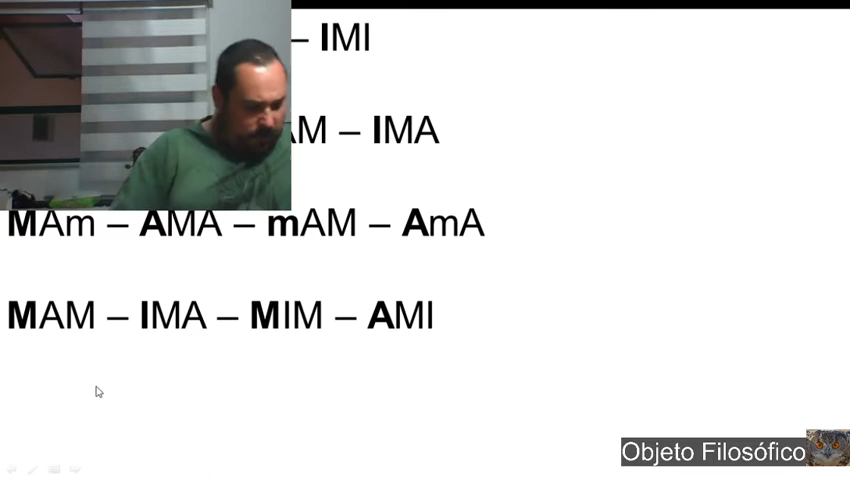 – IMI
AM – IMA
MAm – AMA – mAM – AmA
MAM – IMA – MIM – AMI
Objeto Filosófico